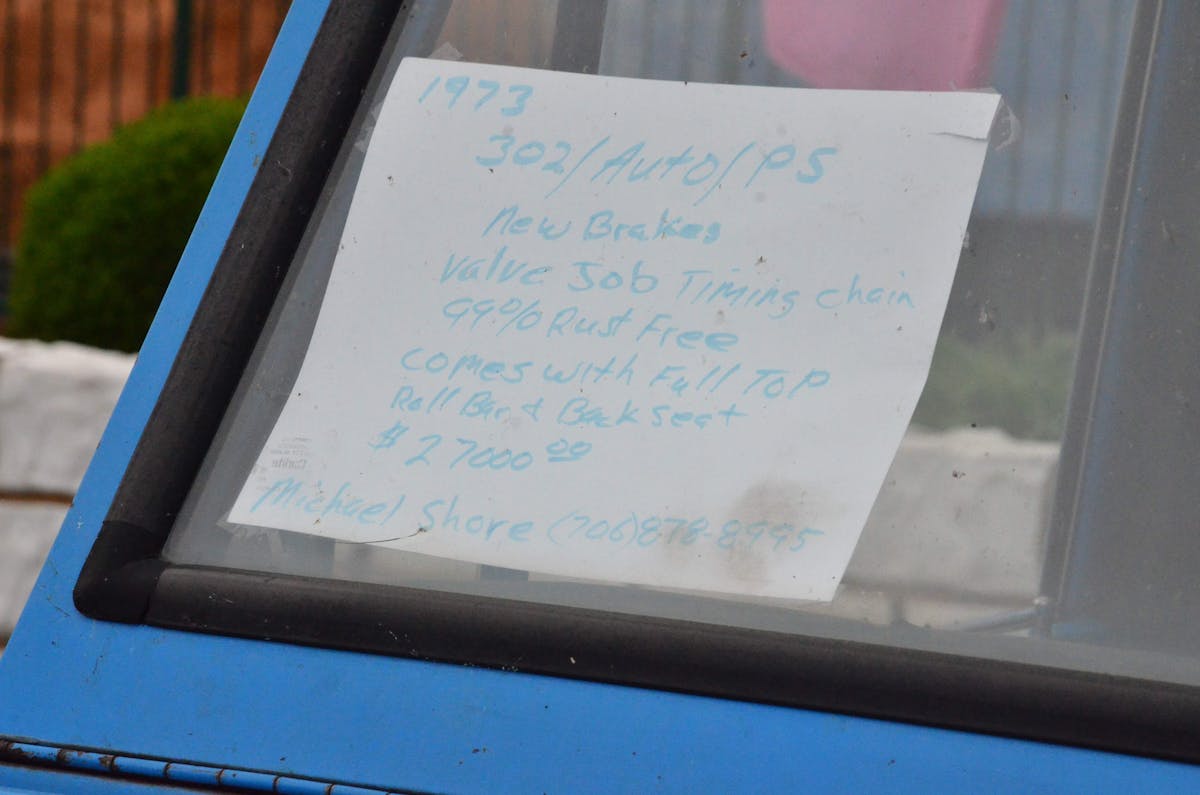 1973
302/Auto/PS
New Brakes
valve Job Timing chain
99% Rust Free
comes with Full Top
Roll Bar, & Back seat
$27000 00
Michael Shore (706)878-8995